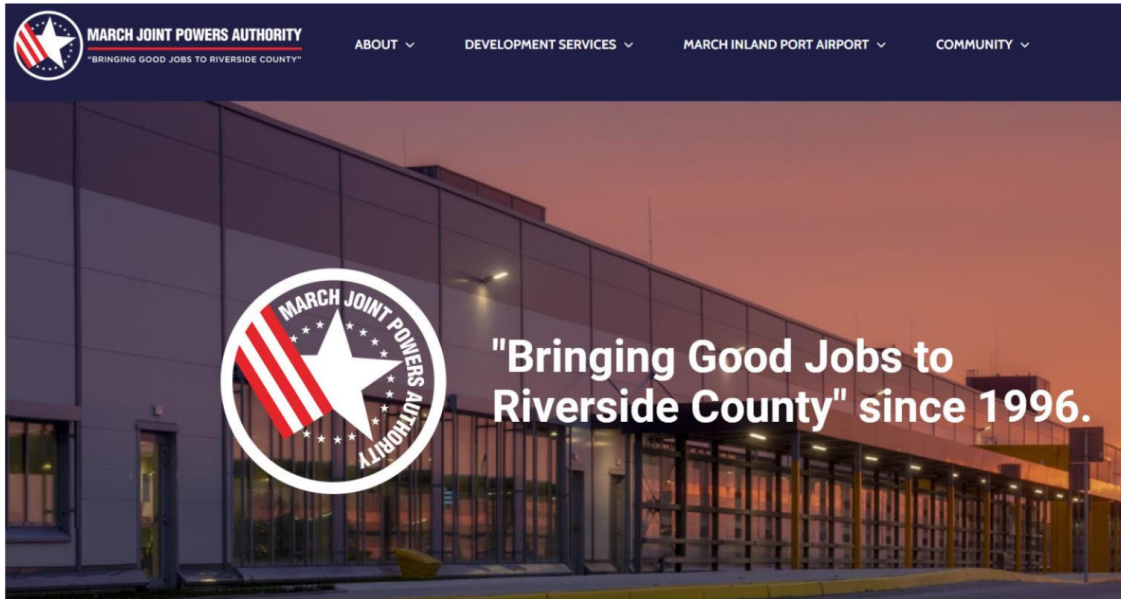 MARCH JOINT POWERS AUTHORITY
"BRINGING GOOD JOBS TO RIVERSIDE COUNTY"
ABOUT
DEVELOPMENT SERVICES
MARCH INLAND PORT AIRPORT
COMMUNITY
MARCH JOINT POWERS AUTHORITY
"Bringing Good Jobs to
Riverside County" since 1996.